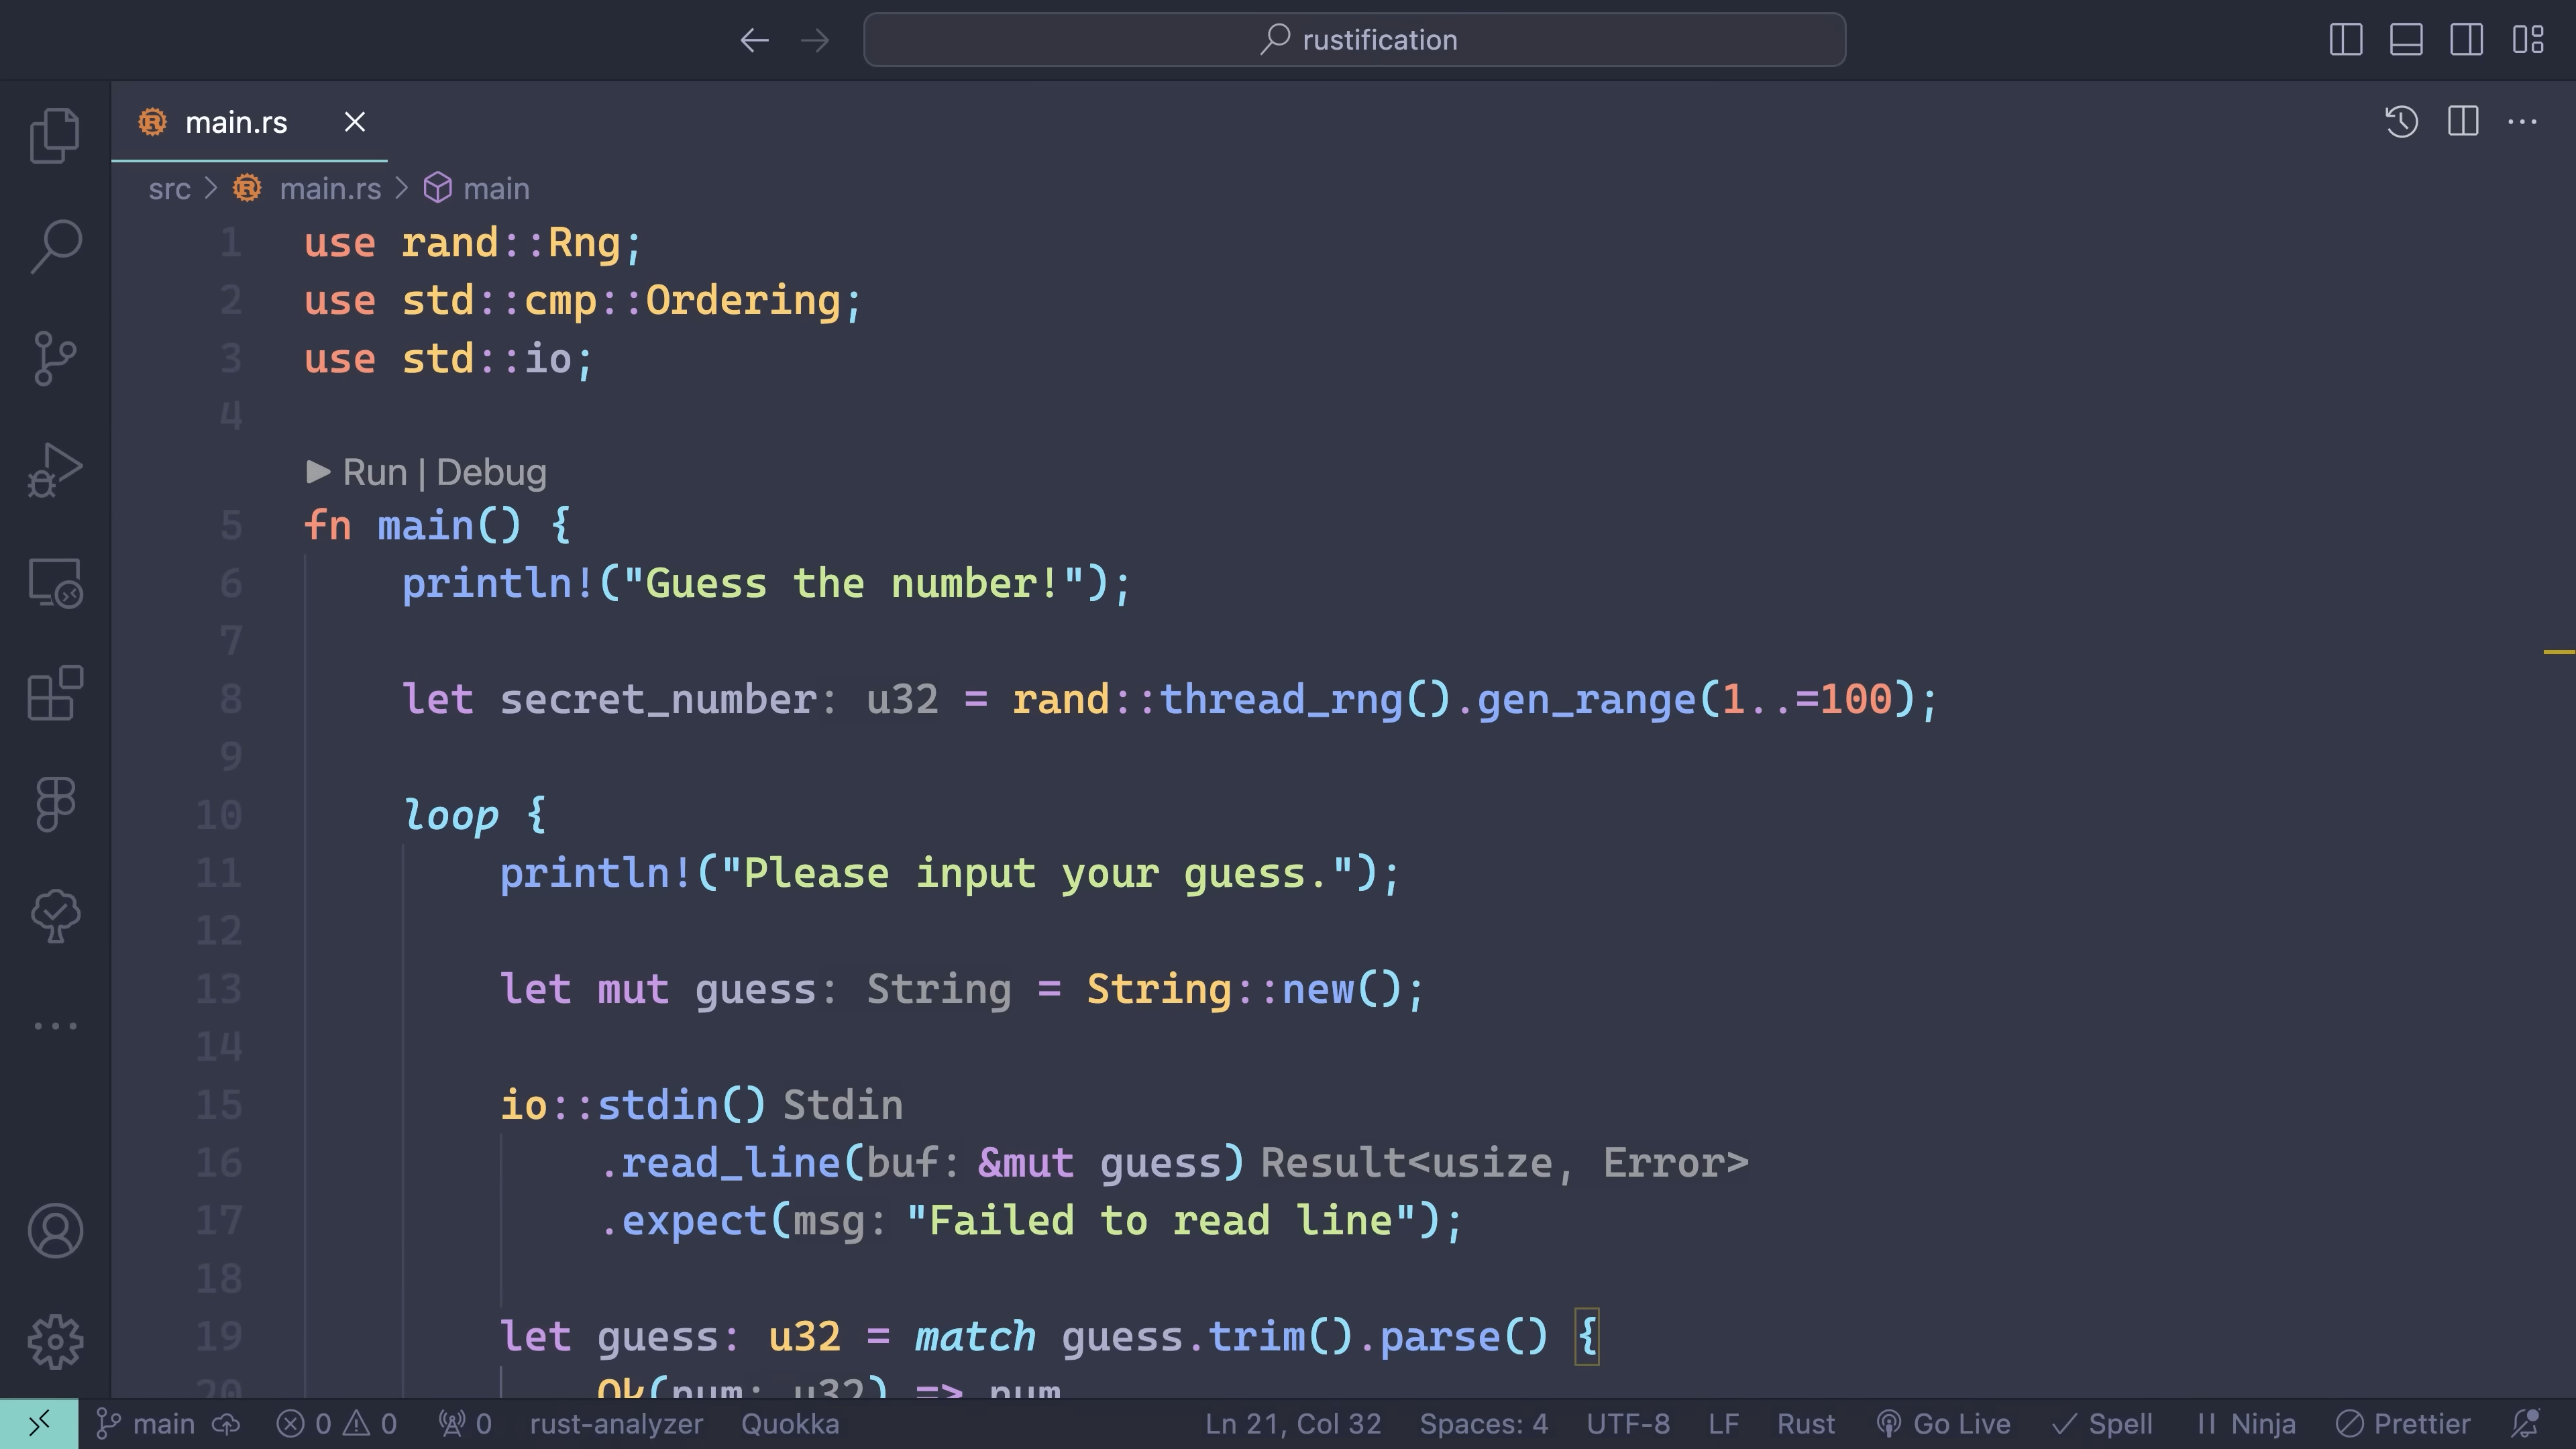 rustification
main.rs
src > main.rs > main
1 use rand::Rng;
2 use std::cmp::Ordering;
3 use std::io;
4
Run | Debug
5 fn main() {
6     println!("Guess the number!");
7
8     let secret_number: u32 = rand::thread_rng().gen_range(1..=100);
9
10     loop {
11         println!("Please input your guess.");
12
13         let mut guess: String = String::new();
14
15         io::stdin() Stdin
16             .read_line(buf: &mut guess) Result<usize, Error>
17             .expect(msg: "Failed to read line");
18
19         let guess: u32 = match guess.trim().parse() {
20             Ok(num: u32) => num
main 0 0 0 rust-analyzer Quokka Ln 21, Col 32 Spaces: 4 UTF-8 LF Rust Go Live Spell Ninja Prettier